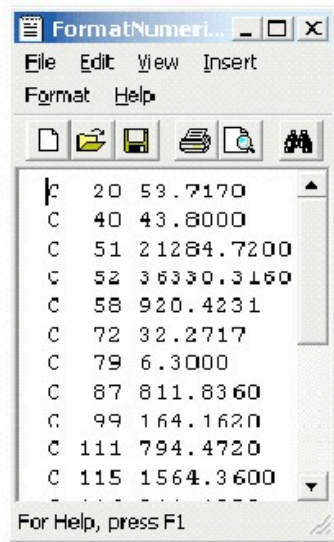 FormatNumeri...
File Edit View Insert
Format Help
C 20 53.7170
C 40 43.8000
C 51 21284.7200
C 52 36330.3160
C 58 920.4231
C 72 32.2717
C 79 6.3000
C 87 811.8360
C 99 164.1620
C 111 794.4720
C 115 1564.3600
For Help, press F1